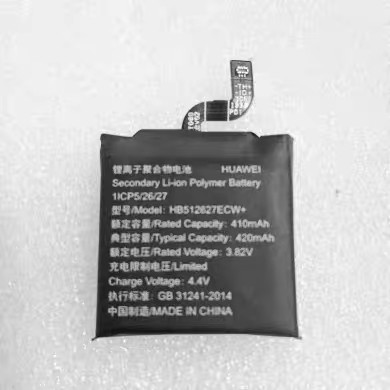 锂离子聚合物电池 HUAWEI
Secondary Li-ion Polymer Battery
1ICP5/26/27
型号/Model: HB512627ECW+
额定容量/Rated Capacity: 410mAh
典型容量/Typical Capacity: 420mAh
额定电压/Rated Voltage: 3.82V
充电限制电压/Limited
Charge Voltage: 4.4V
执行标准: GB 31241-2014
中国制造/MADE IN CHINA